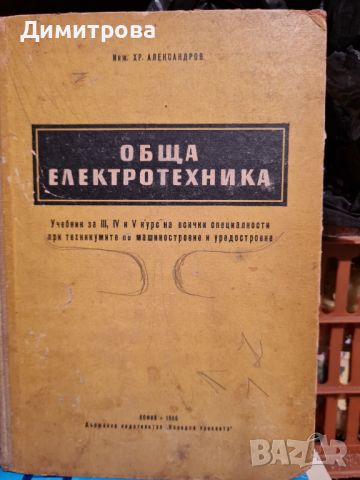 Димитрова
Инж. ХР. АЛЕКСАНДРОВ
ОБЩА
ЕЛЕКТРОТЕХНИКА
Учебник за III, IV и V курс на всички специалности
при техникумите по машиностроене и уредостроене
СОФИЯ •
Държавно издателство „Народна просвета“
BAZAR